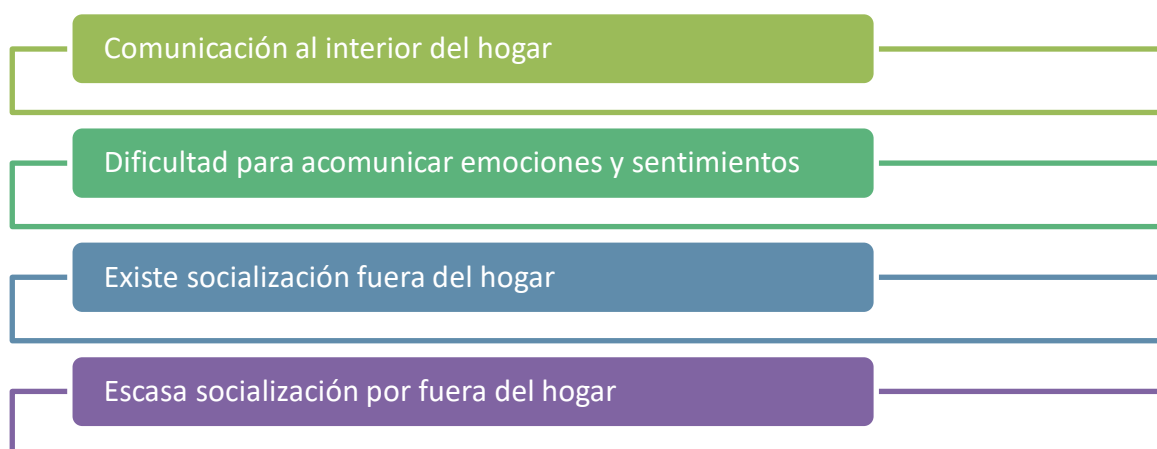 Comunicación al interior del hogar
Dificultad para acomunicar emociones y sentimientos
Existe socialización fuera del hogar
Escasa socialización por fuera del hogar